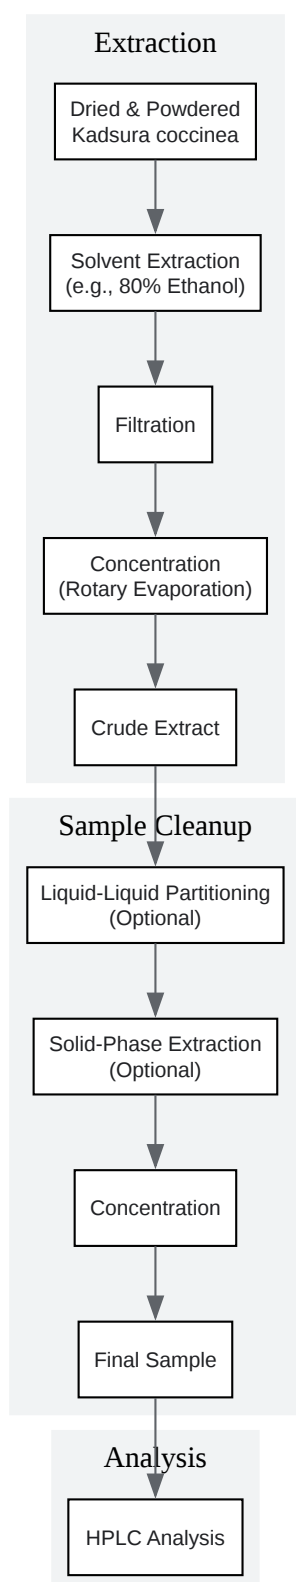 Extraction
Dried & Powdered
Kadsura coccinea
Solvent Extraction
(e.g., 80% Ethanol)
Filtration
Concentration
(Rotary Evaporation)
Crude Extract
Sample Cleanup
Liquid-Liquid Partitioning
(Optional)
Solid-Phase Extraction
(Optional)
Concentration
Final Sample
Analysis
HPLC Analysis